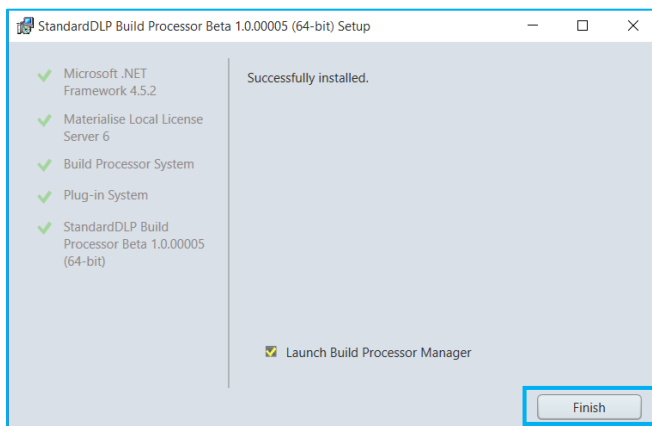 StandardDLP Build Processor Beta 1.0.00005 (64-bit) Setup
Microsoft .NET
Framework 4.5.2
Materialise Local License
Server 6
Build Processor System
Plug-in System
StandardDLP Build
Processor Beta 1.0.00005
(64-bit)
Successfully installed.
Launch Build Processor Manager
Finish